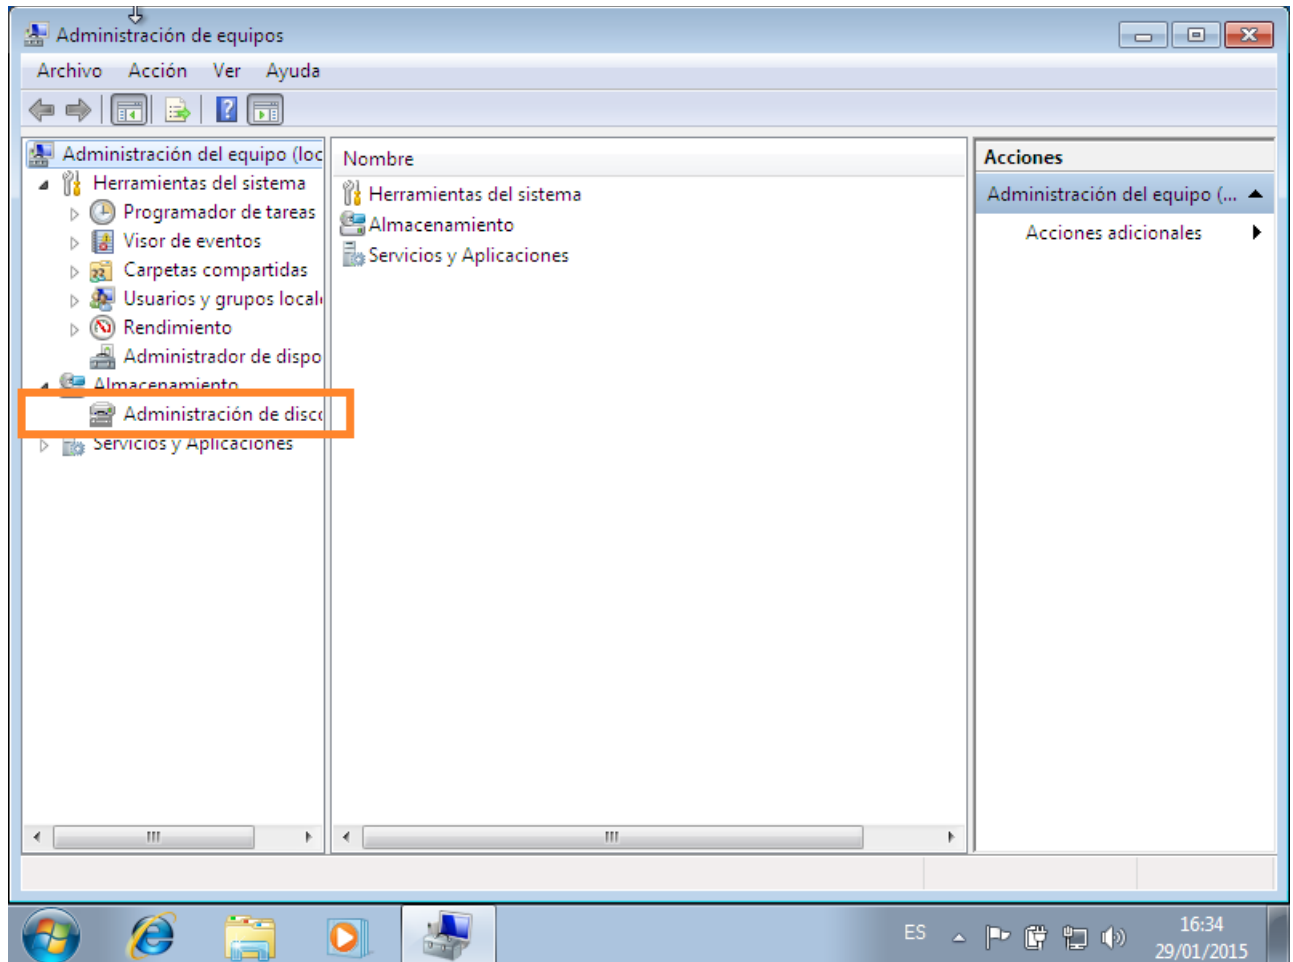 Administración de equipos
Archivo Acción Ver Ayuda
Administración del equipo (loc
Herramientas del sistema
Programador de tareas
Visor de eventos
Carpetas compartidas
Usuarios y grupos local
Rendimiento
Administrador de dispo
Almacenamiento
Administración de disco
Servicios y Aplicaciones
Nombre
Herramientas del sistema
Almacenamiento
Servicios y Aplicaciones
Acciones
Administración del equipo (...
Acciones adicionales
ES
16:34
29/01/2015